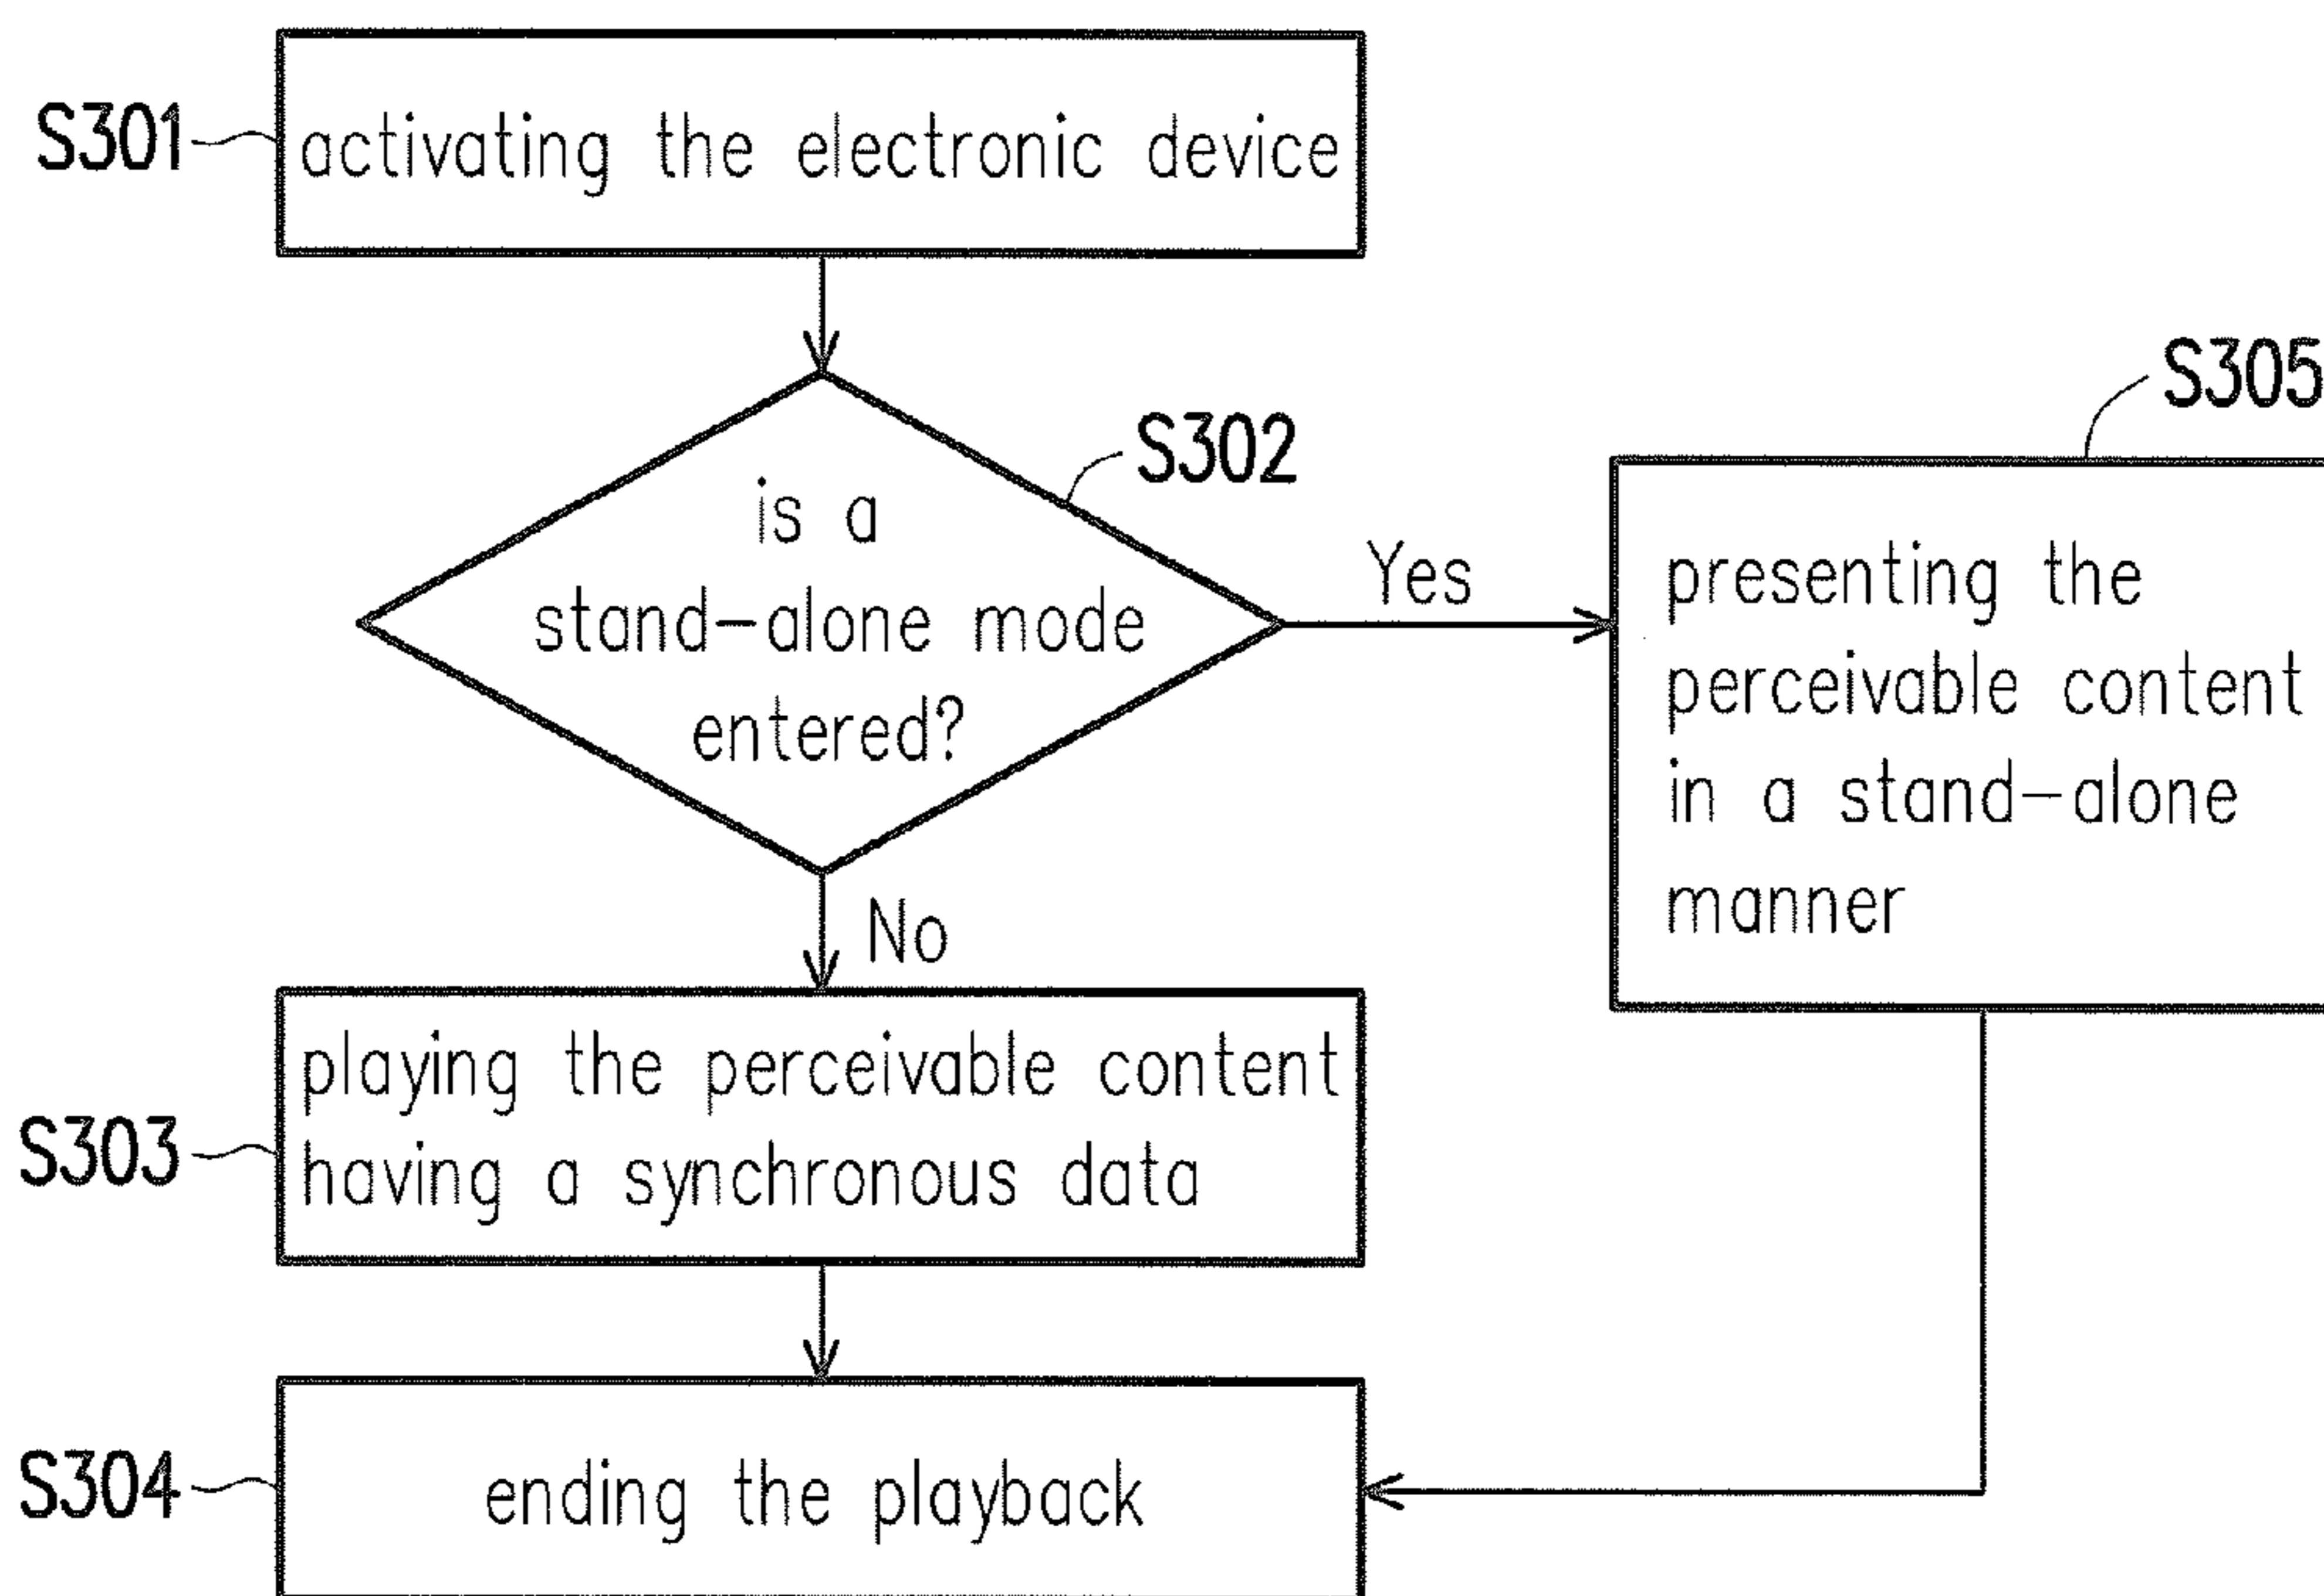 S301
activating the electronic device
S302
is a
stand-alone mode
entered?
Yes
S305
presenting the
perceivable content
in a stand-alone
manner
No
S303
playing the perceivable content
having a synchronous data
S304
ending the playback